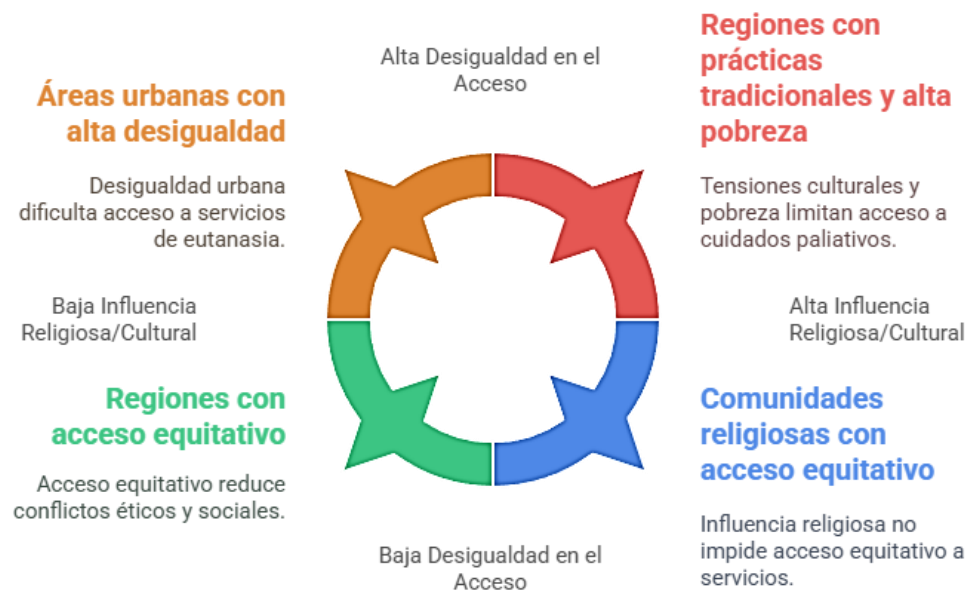 Alta Desigualdad en el
Acceso
Áreas urbanas con
alta desigualdad
Desigualdad urbana
dificulta acceso a servicios
de eutanasia.
Regiones con
prácticas
tradicionales y alta
pobreza
Tensiones culturales y
pobreza limitan acceso a
cuidados paliativos.
Baja Influencia
Religiosa/Cultural
Alta Influencia
Religiosa/Cultural
Regiones con
acceso equitativo
Acceso equitativo reduce
conflictos éticos y sociales.
Comunidades
religiosas con
acceso equitativo
Influencia religiosa no
impide acceso equitativo a
servicios.
Baja Desigualdad en el
Acceso